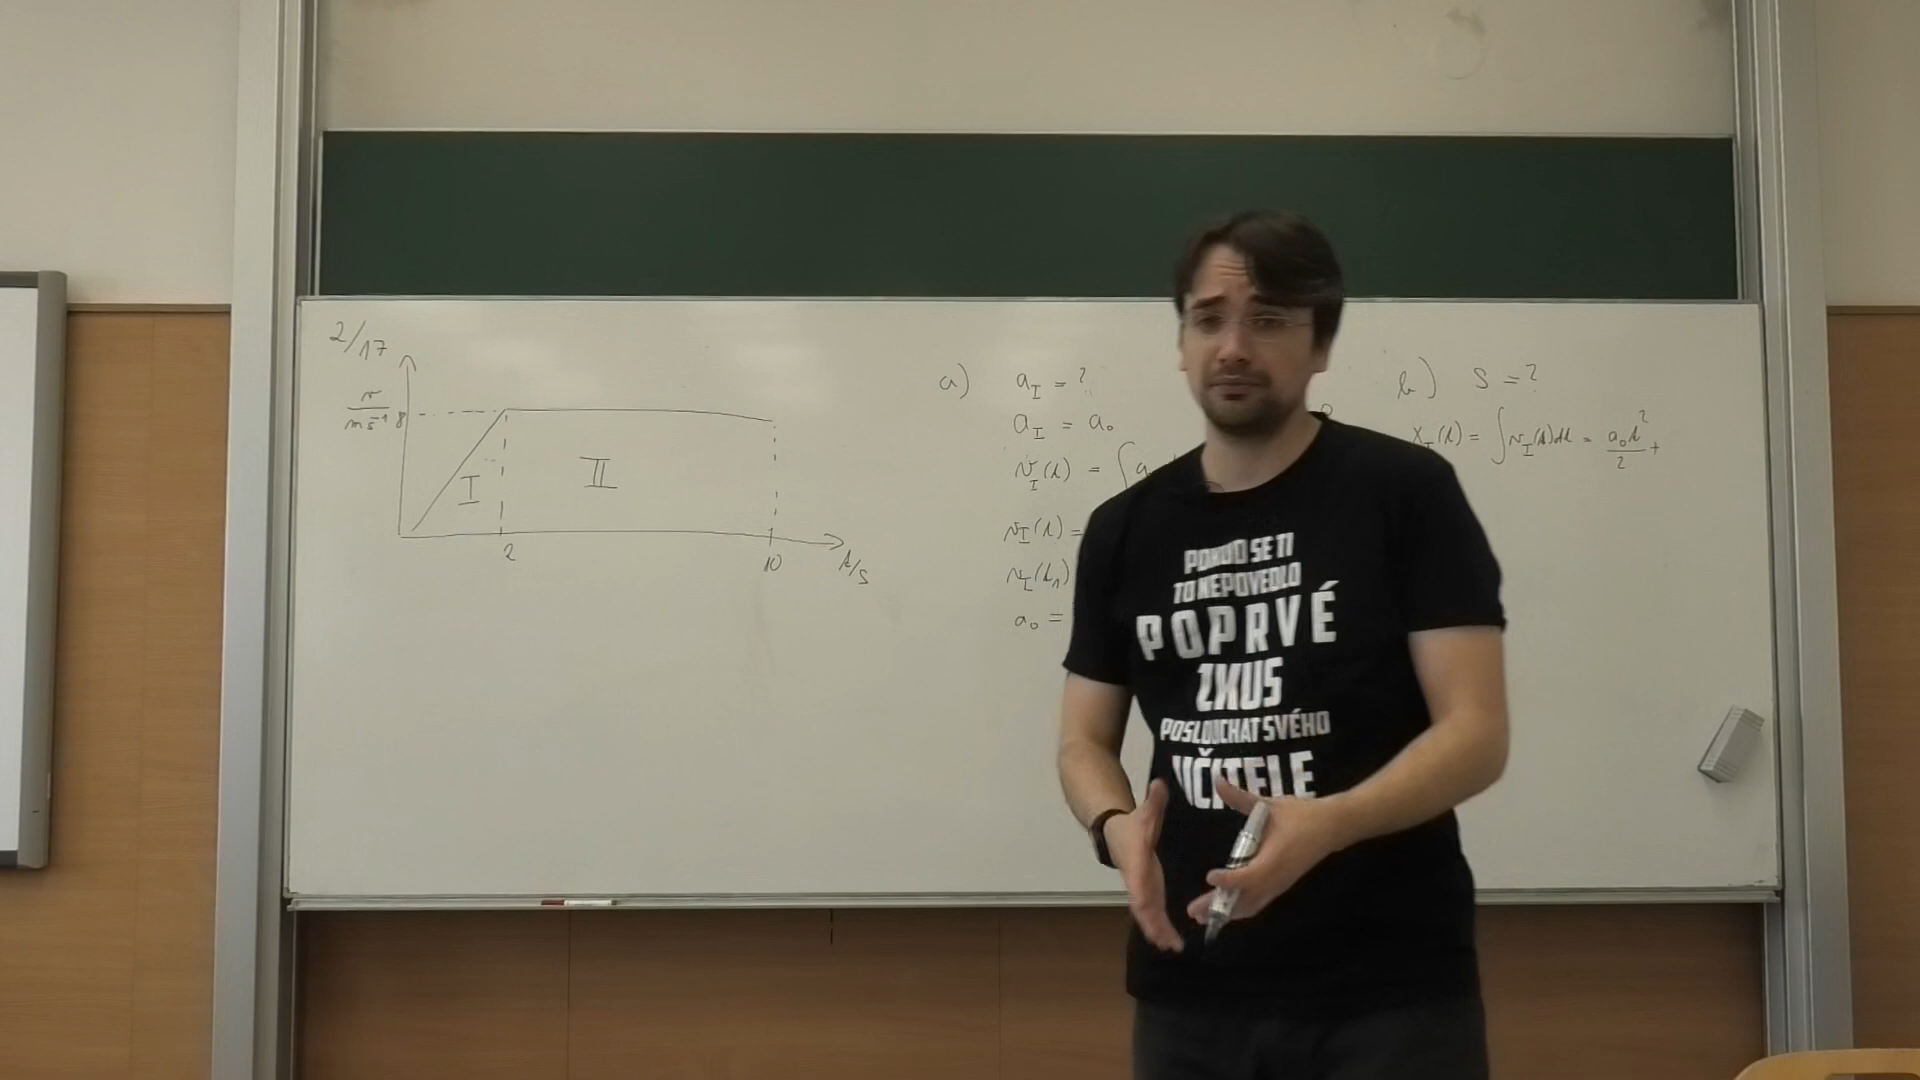 2/17
v
ms⁻¹
8
I
II
2
10
t/s
a)
a_I = ?
a_I = a₀
v_I(t) = ∫a
v_I(t) =
v_I(t₁)
a₀ =
b) s = ?
x_I(t) = ∫v_I(t)dt = a₀t²/2 +
POKUD SE TI
TO NEPOVEDLO
POPRVÉ
ZKUS
POSLOUCHAT SVÉHO
UČITELE